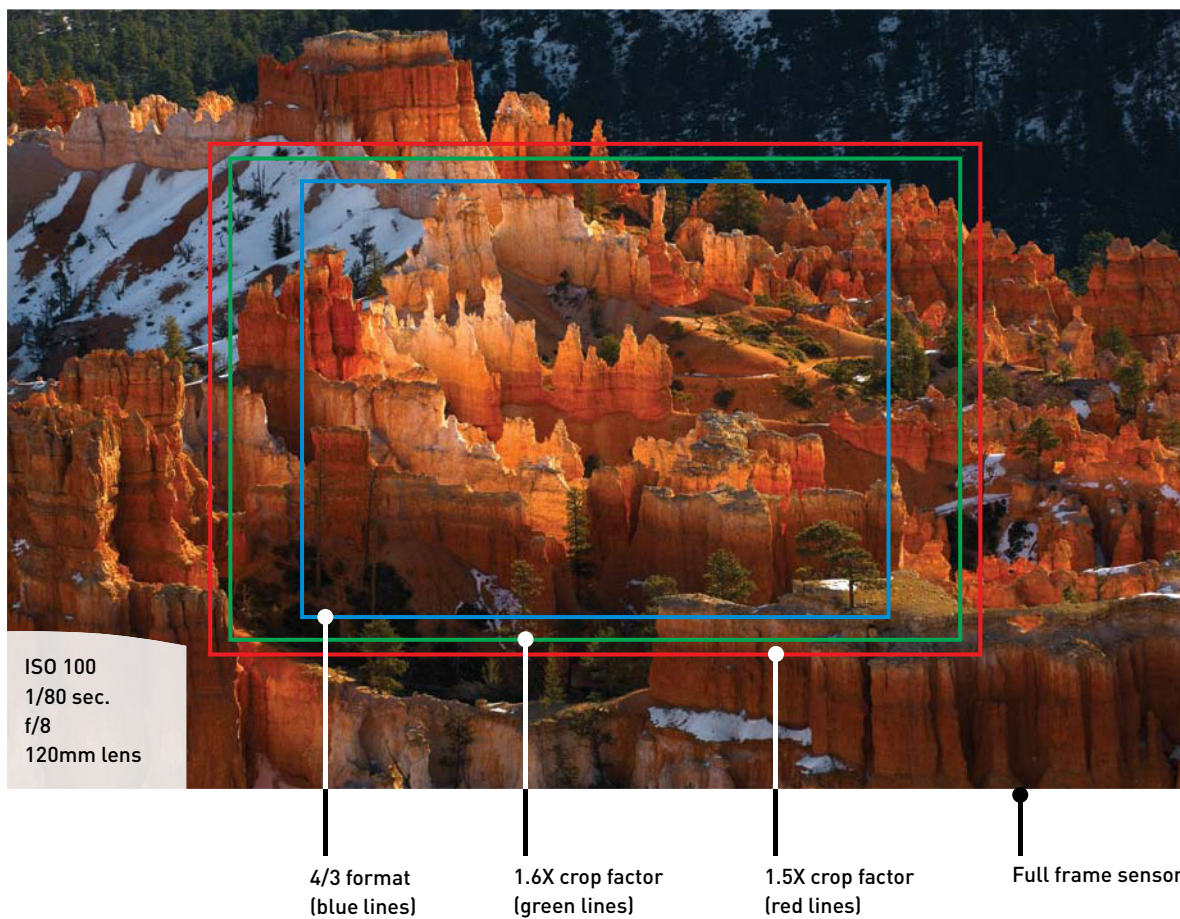 ISO 100
1/80 sec.
f/8
120mm lens
4/3 format
(blue lines)
1.6X crop factor
(green lines)
1.5X crop factor
(red lines)
Full frame sensor